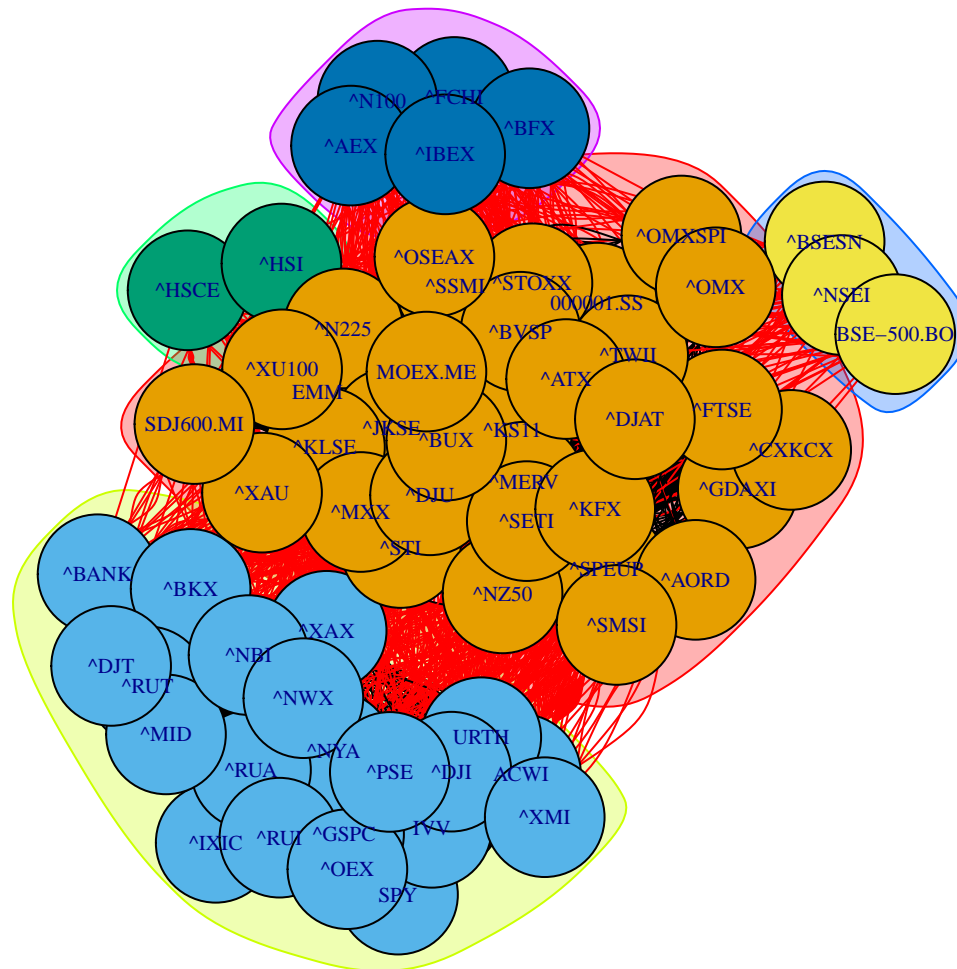 ^N100
^FCHI
^BFX
^AEX
^IBEX
^OMXSPI
^BSESN
^OSEAX
^HSI
^SSMI
^STOXX
^HSCE
^OMX
^NSEI
000001.SS
^N225
^BVSP
BSE−500.BO
^TWII
^XU100
MOEX.ME
^ATX
EMM
^DJAT
^FTSE
SDJ600.MI
^JKSE
^KLSE
^BUX
^CXKCX
^MERV
^XAU
^DJU
^GDAXI
^MXX
^SETI
^KFX
^STI
^SPEUP
^BANK
^BKX
^NZ50
^AORD
^SMSI
^XAX
^NBI
^DJT
^RUT
^NWX
^MID
URTH
^NYA
^RUA
^PSE
^DJI
ACWI
^XMI
^IXIC
^RUI
^GSPC
IVV
^OEX
SPY